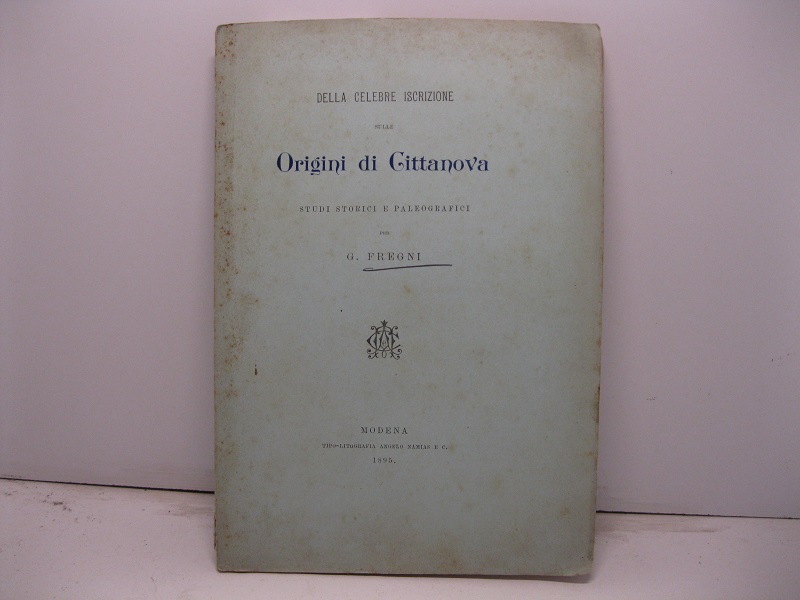 DELLA CELEBRE ISCRIZIONE
SULLE
Origini di Cittanova
STUDI STORICI E PALEOGRAFICI
PER
G. FREGNI
MODENA
TIPO-LITOGRAFIA ANGELO NAMIAS E C.
1895.